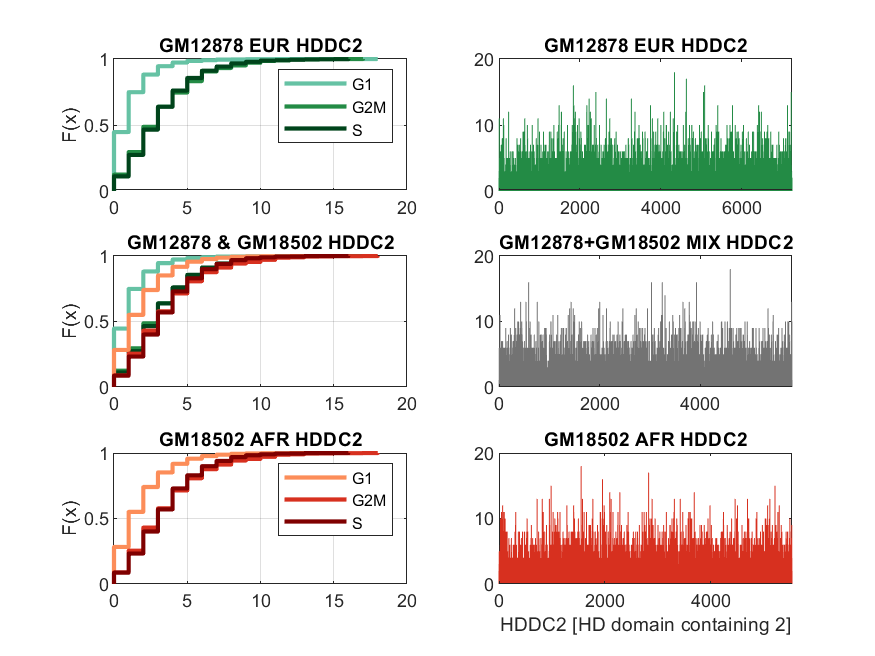 GM12878 EUR HDDC2
F(x)
1
0.5
0
0 5 10 15 20
G1
G2M
S
GM12878 EUR HDDC2
20
10
0
0 2000 4000 6000
GM12878 & GM18502 HDDC2
F(x)
1
0.5
0
0 5 10 15 20
GM12878+GM18502 MIX HDDC2
20
10
0
0 2000 4000
GM18502 AFR HDDC2
F(x)
1
0.5
0
0 5 10 15 20
G1
G2M
S
GM18502 AFR HDDC2
20
10
0
0 2000 4000
HDDC2 [HD domain containing 2]